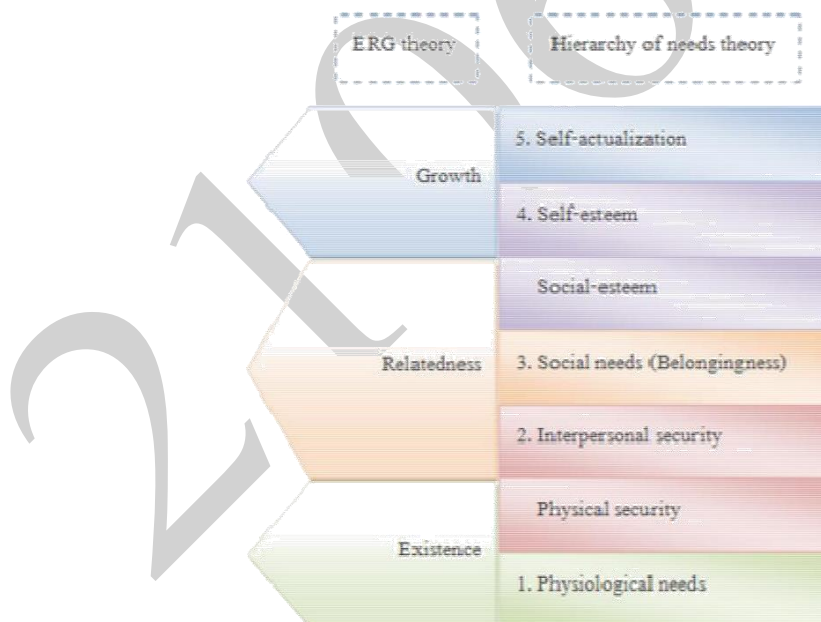 ERG theory
Hierarchy of needs theory
5. Self-actualization
Growth
4. Self-esteem
Social-esteem
Relatedness
3. Social needs (Belongingness)
2. Interpersonal security
Physical security
Existence
1. Physiological needs